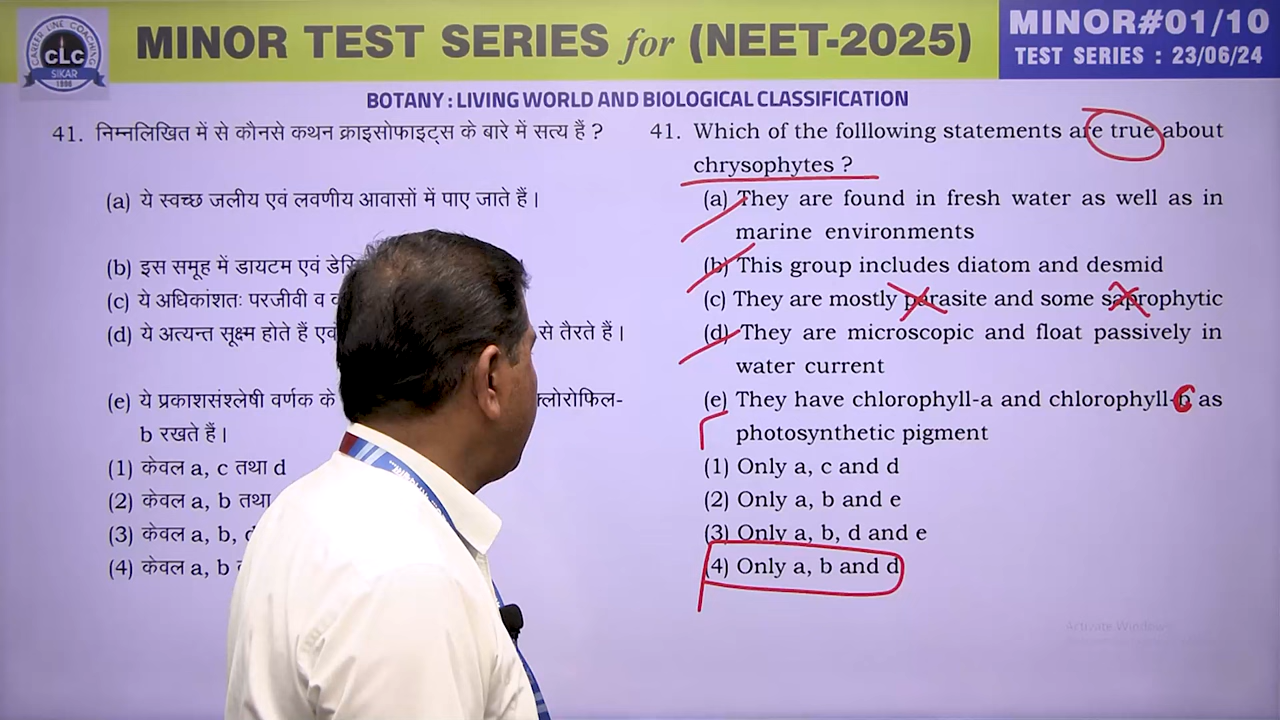 CAREER LINE COACHING
CLC
SIKAR
1996
MINOR TEST SERIES for (NEET-2025)
MINOR#01/10
TEST SERIES : 23/06/24
BOTANY : LIVING WORLD AND BIOLOGICAL CLASSIFICATION
41. निम्नलिखित में से कौनसे कथन क्राइसोफाइट्स के बारे में सत्य हैं ?
(a) ये स्वच्छ जलीय एवं लवणीय आवासों में पाए जाते हैं।
(b) इस समूह में डायटम एवं
(c) ये अधिकांशतः परजीवी व
(d) ये अत्यन्त सूक्ष्म होते हैं एवं से तैरते हैं।
(e) ये प्रकाशसंश्लेषी वर्णक के क्लोरोफिल-
b रखते हैं।
(1) केवल a, c तथा d
(2) केवल a, b तथा
(3) केवल a, b,
(4) केवल a, b
41. Which of the folllowing statements are true about
chrysophytes ?
(a) They are found in fresh water as well as in
marine environments
(b) This group includes diatom and desmid
(c) They are mostly parasite and some saprophytic
(d) They are microscopic and float passively in
water current
(e) They have chlorophyll-a and chlorophyll-b c as
photosynthetic pigment
(1) Only a, c and d
(2) Only a, b and e
(3) Only a, b, d and e
(4) Only a, b and d
Activate Windows